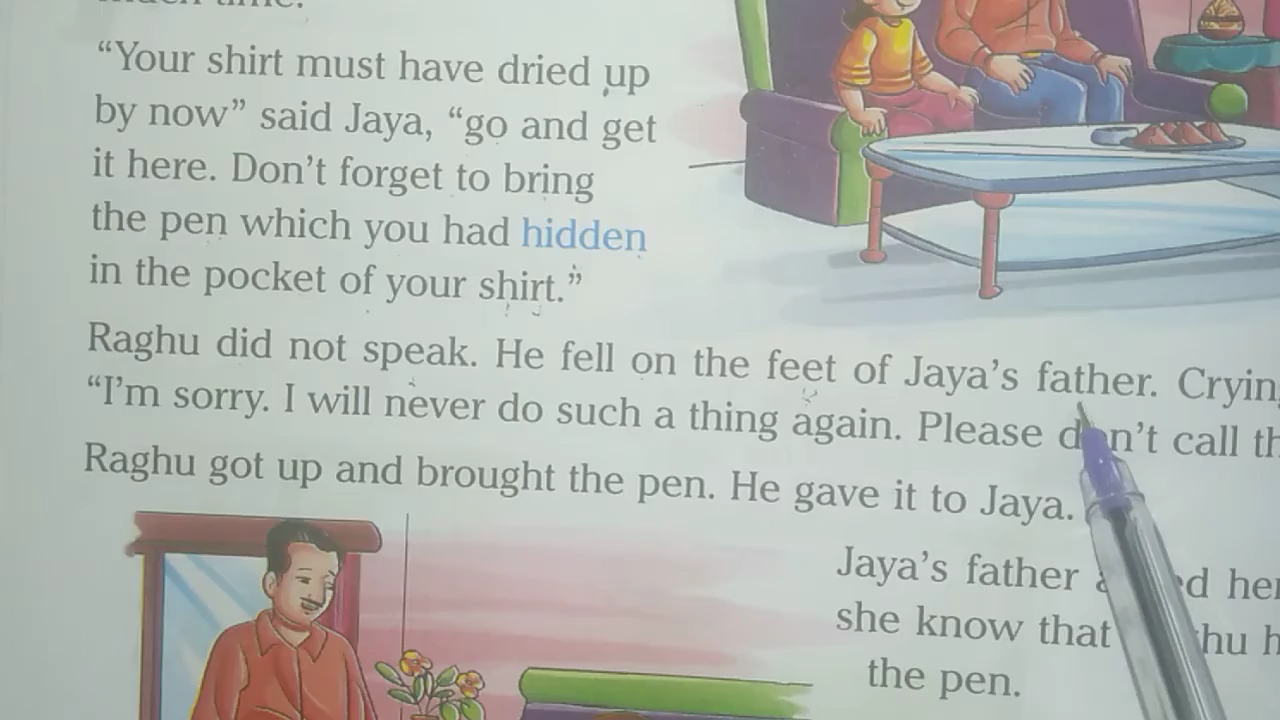 “Your shirt must have dried up
by now” said Jaya, “go and get
it here. Don’t forget to bring
the pen which you had hidden
in the pocket of your shirt.”
Raghu did not speak. He fell on the feet of Jaya’s father.
“I’m sorry. I will never do such a thing again. Please don’t call
Raghu got up and brought the pen. He gave it to Jaya.
Jaya’s father
she know that
the pen.